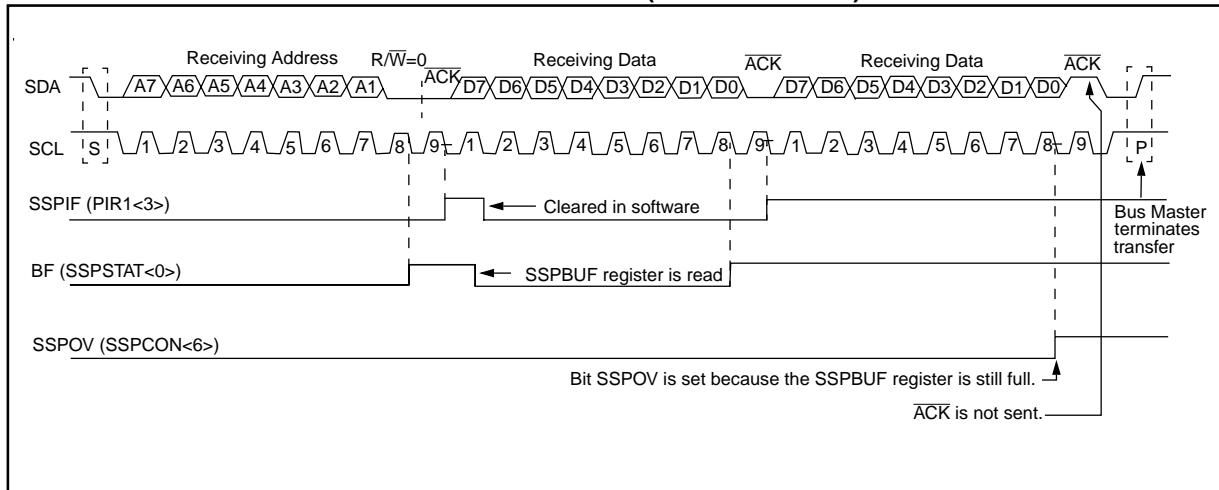 Receiving Address R/W=0 Receiving Data ACK Receiving Data ACK
SDA A7 A6 A5 A4 A3 A2 A1 ACK D7 D6 D5 D4 D3 D2 D1 D0 D7 D6 D5 D4 D3 D2 D1 D0
SCL S 1 2 3 4 5 6 7 8 9 1 2 3 4 5 6 7 8 9 1 2 3 4 5 6 7 8 9 P
SSPIF (PIR1<3>) Cleared in software
Bus Master
terminates
transfer
BF (SSPSTAT<0>) SSPBUF register is read
SSPOV (SSPCON<6>)
Bit SSPOV is set because the SSPBUF register is still full.
ACK is not sent.